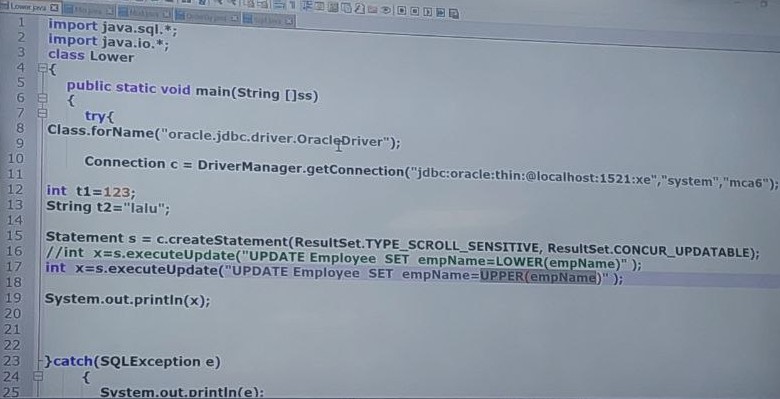 Lower.java
1 import java.sql.*;
2 import java.io.*;
3 class Lower
4 {
5 public static void main(String []ss)
6 {
7 try{
8 Class.forName("oracle.jdbc.driver.OracleDriver");
9
10 Connection c = DriverManager.getConnection("jdbc:oracle:thin:@localhost:1521:xe","system","mca6");
11
12 int t1=123;
13 String t2="lalu";
14
15 Statement s = c.createStatement(ResultSet.TYPE_SCROLL_SENSITIVE, ResultSet.CONCUR_UPDATABLE);
16 //int x=s.executeUpdate("UPDATE Employee SET empName=LOWER(empName)" );
17 int x=s.executeUpdate("UPDATE Employee SET empName=UPPER(empName)" );
18
19 System.out.println(x);
20
21
22
23 }catch(SQLException e)
24 {
25 System.out.println(e);